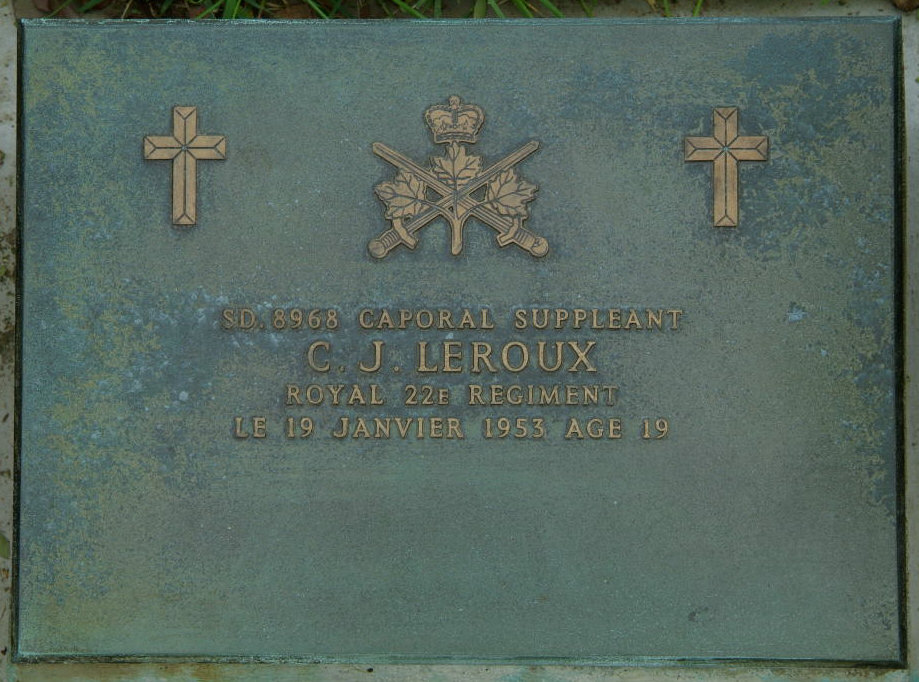 SD. 8968 CAPORAL SUPPLEANT
C. J. LEROUX
ROYAL 22E REGIMENT
LE 19 JANVIER 1953 AGE 19